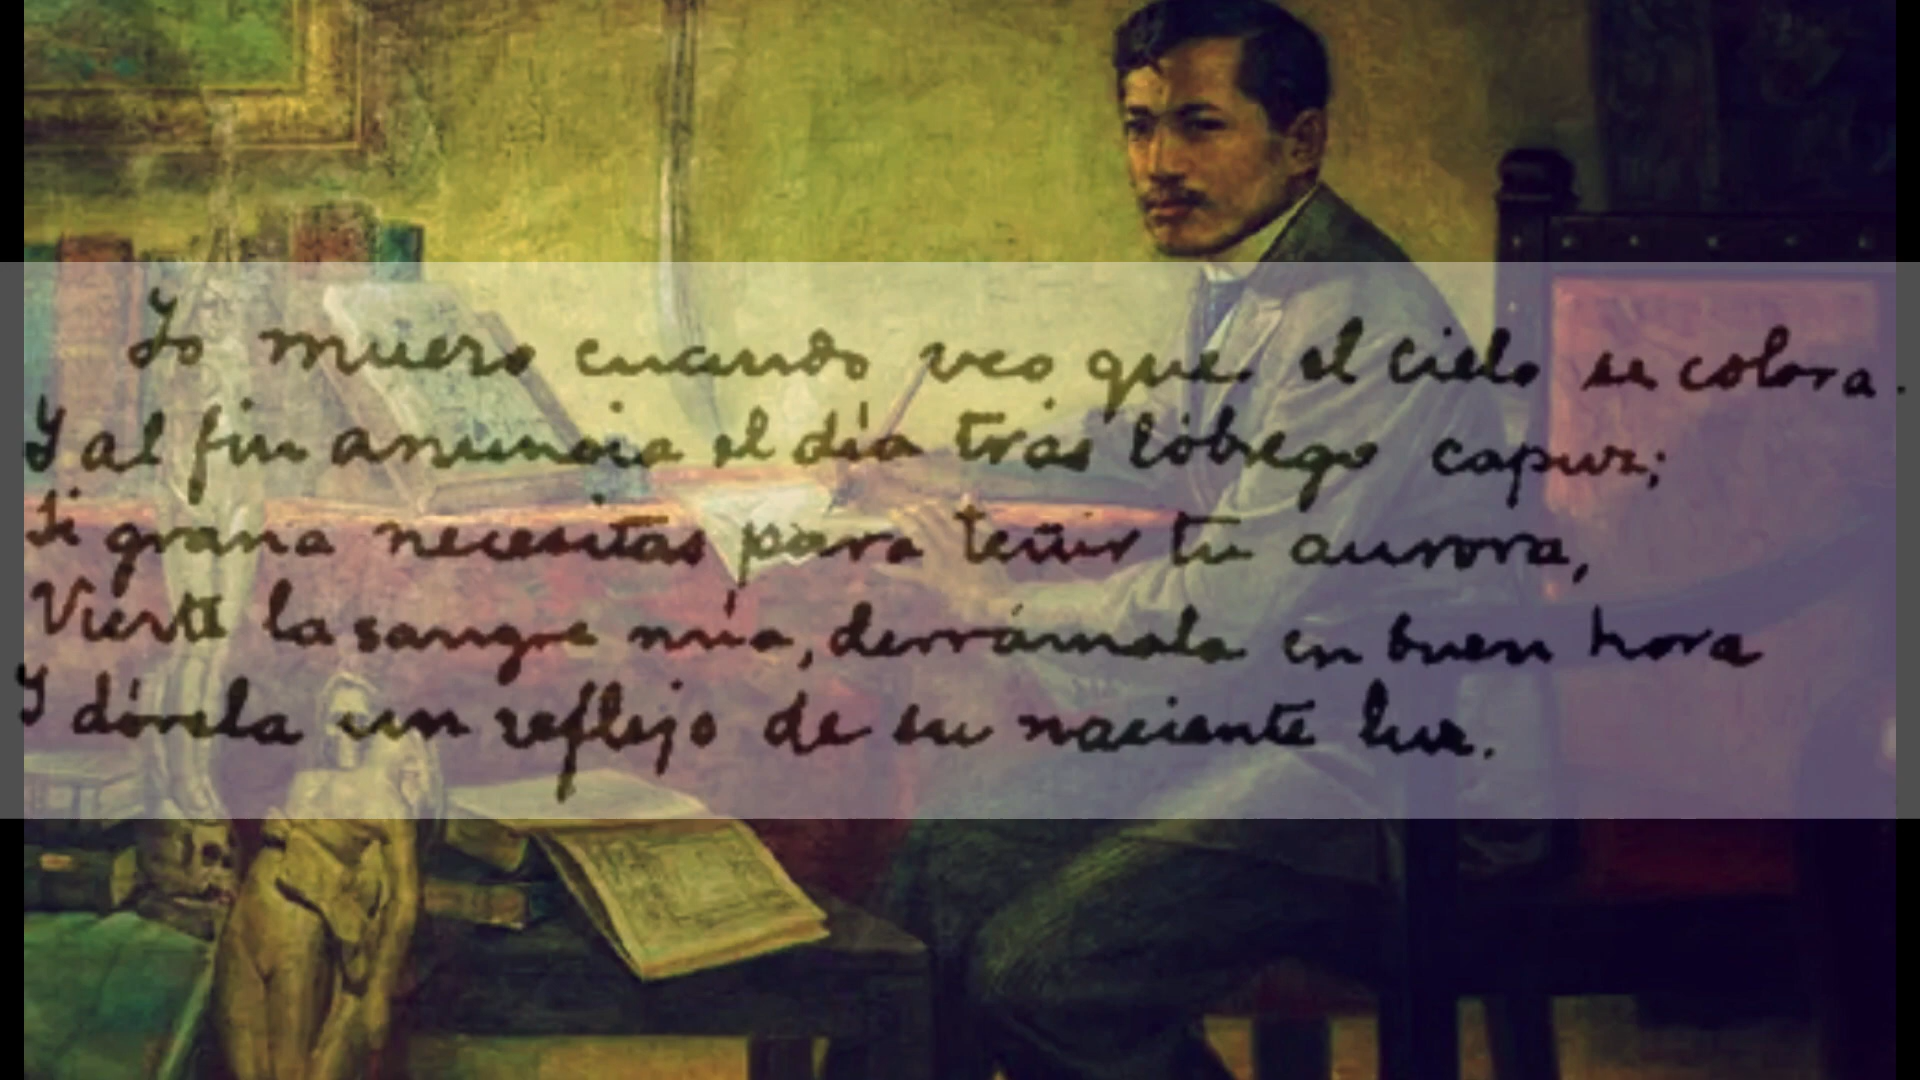 Yo muero cuando veo que el cielo se colora
Y al fin anuncia el día tras lóbrego capuz;
Si grana necesitas para teñir tu aurora,
Vierte la sangre mía, derrámala en buen hora
Y dórela un reflejo de su naciente luz.